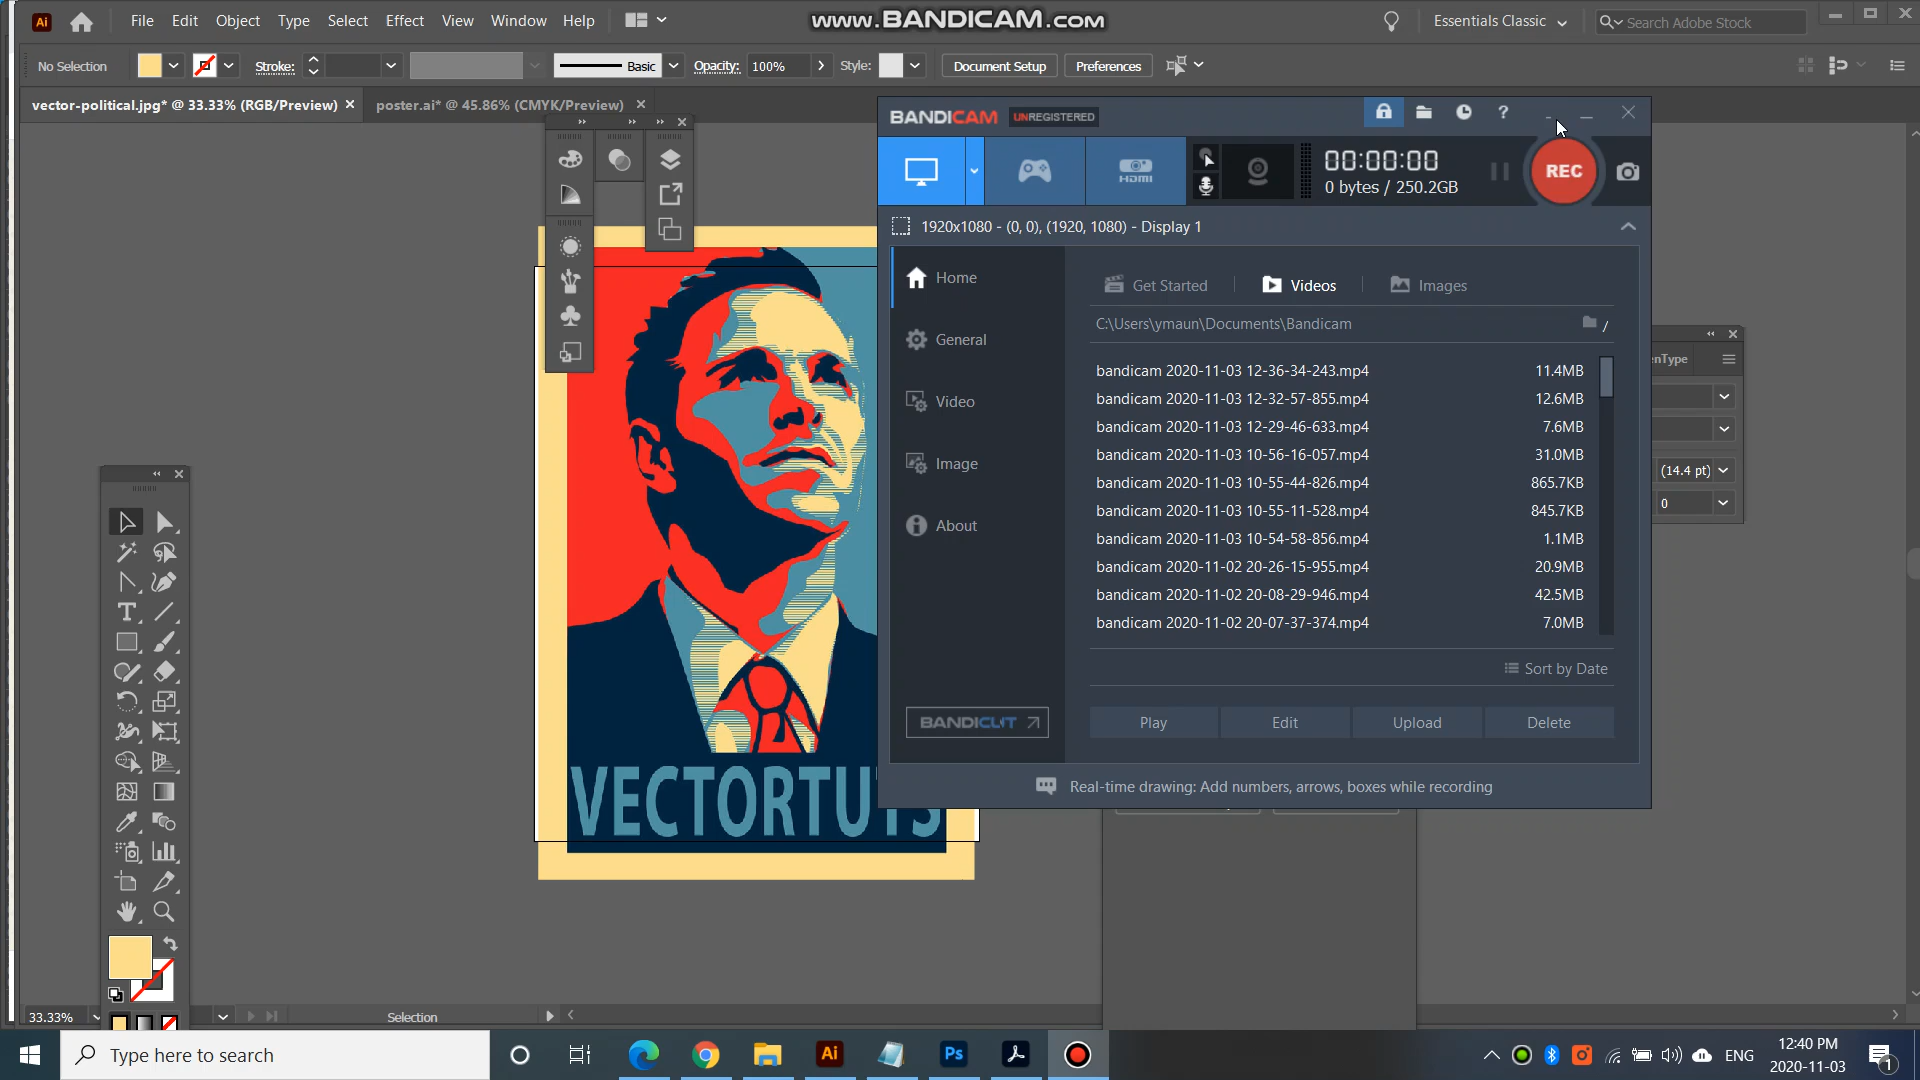 www.BANDICAM.com
Ai File Edit Object Type Select Effect View Window Help
Essentials Classic
Search Adobe Stock
No Selection
Stroke:
Basic
Opacity: 100%
Style:
Document Setup
Preferences
vector-political.jpg* @ 33.33% (RGB/Preview)
poster.ai* @ 45.86% (CMYK/Preview)
BANDICAM UNREGISTERED
HDMI
00:00:00
0 bytes / 250.2GB
REC
1920x1080 - (0, 0), (1920, 1080) - Display 1
Home
General
Video
Image
About
BANDICUT
Get Started
Videos
Images
C:\Users\ymaun\Documents\Bandicam
bandicam 2020-11-03 12-36-34-243.mp4 11.4MB
bandicam 2020-11-03 12-32-57-855.mp4 12.6MB
bandicam 2020-11-03 12-29-46-633.mp4 7.6MB
bandicam 2020-11-03 10-56-16-057.mp4 31.0MB
bandicam 2020-11-03 10-55-44-826.mp4 865.7KB
bandicam 2020-11-03 10-55-11-528.mp4 845.7KB
bandicam 2020-11-03 10-54-58-856.mp4 1.1MB
bandicam 2020-11-02 20-26-15-955.mp4 20.9MB
bandicam 2020-11-02 20-08-29-946.mp4 42.5MB
bandicam 2020-11-02 20-07-37-374.mp4 7.0MB
Sort by Date
Play
Edit
Upload
Delete
Real-time drawing: Add numbers, arrows, boxes while recording
enType
(14.4 pt)
0
VECTORTUTS
33.33%
Selection
Type here to search
Ai
Ps
ENG
12:40 PM
2020-11-03
1